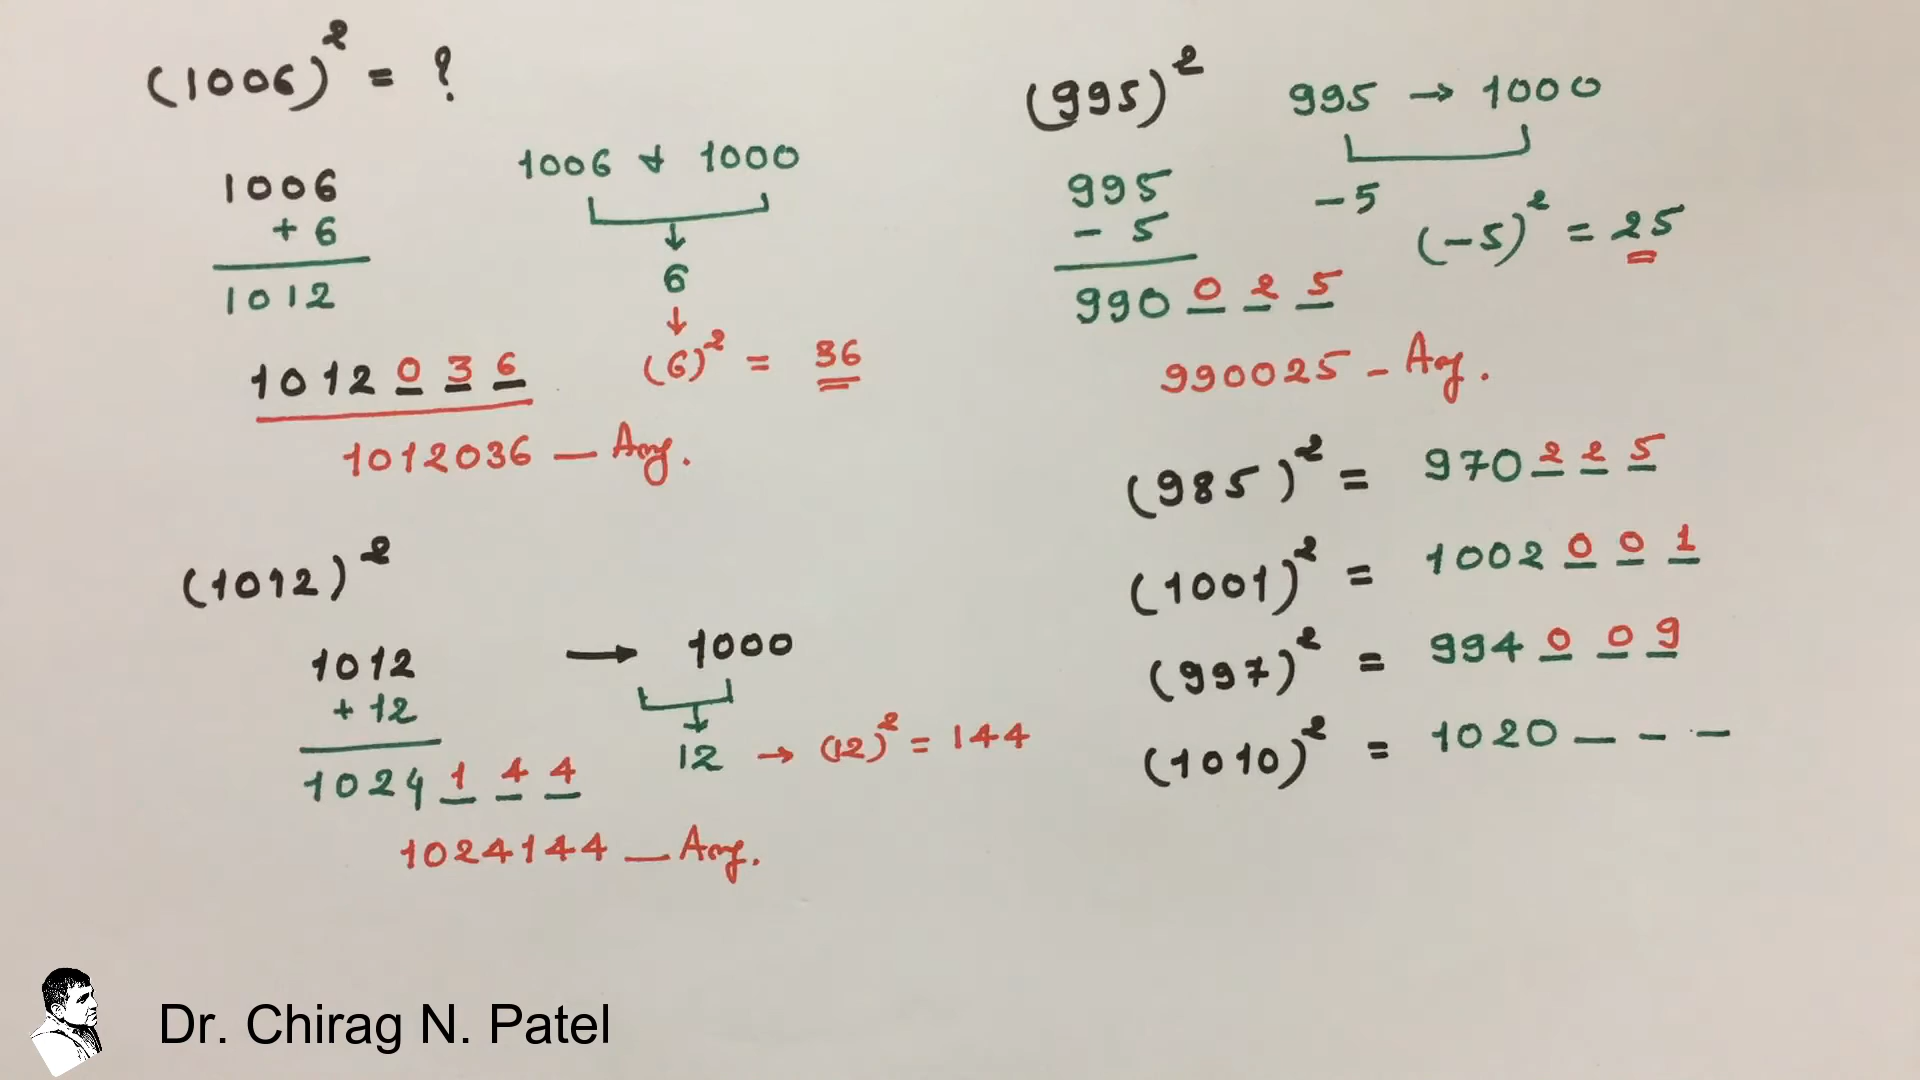 (1006)² = ?
1006
+ 6
1012
1006 & 1000
6
(6)² = 36
1012 0 3 6
1012036 – Ans.
(1012)²
1012 → 1000
+ 12
12 → (12)² = 144
1024 1 4 4
1024144 – Ans.
(995)²
995 → 1000
995
- 5
-5
(-5)² = 25
990 0 2 5
990025 – Ans.
(985)² = 970 2 2 5
(1001)² = 1002 0 0 1
(997)² = 994 0 0 9
(1010)² = 1020 _ _ _
Dr. Chirag N. Patel